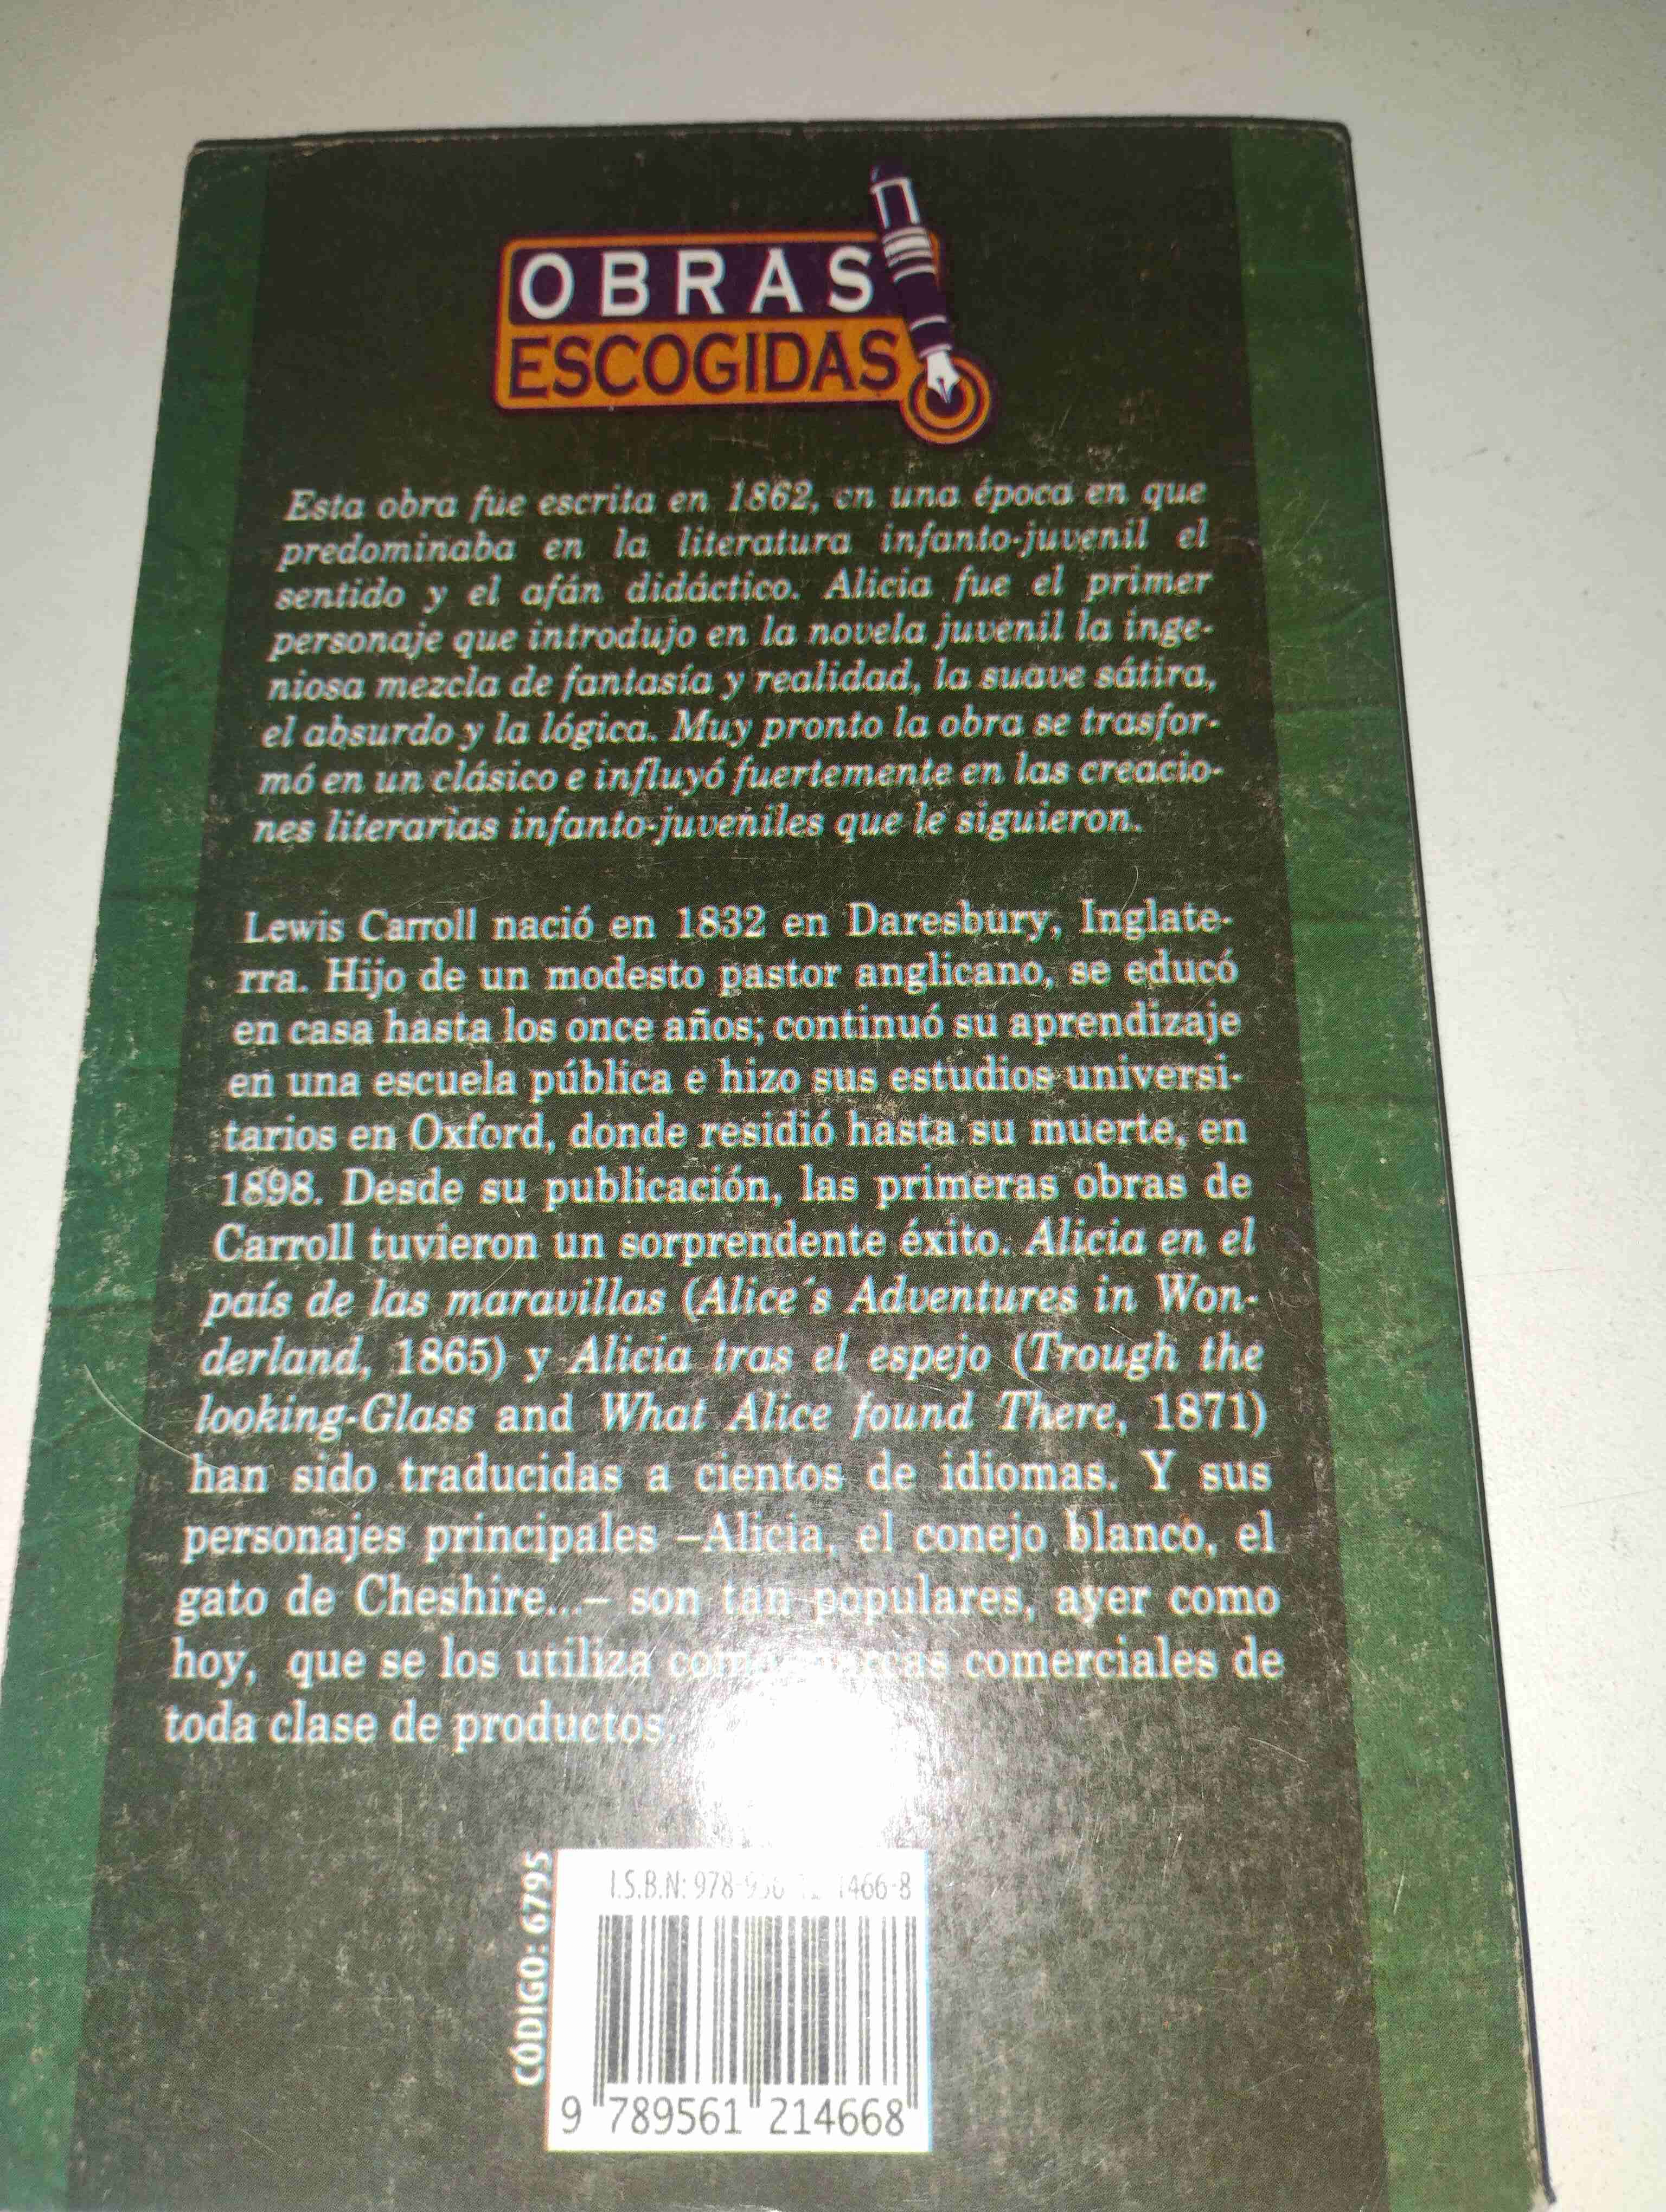 OBRAS
ESCOGIDAS
Esta obra fue escrita en 1862, en una época en que
predominaba en la literatura infanto-juvenil el
sentido y el afán didáctico. Alicia fue el primer
personaje que introdujo en la novela juvenil la inge-
niosa mezcla de fantasía y realidad, la suave sátira,
el absurdo y la lógica. Muy pronto la obra se trasfor-
mó en un clásico e influyó fuertemente en las creacio-
nes literarias infanto-juveniles que le siguieron.
Lewis Carroll nació en 1832 en Daresbury, Inglate-
rra. Hijo de un modesto pastor anglicano, se educó
en casa hasta los once años; continuó su aprendizaje
en una escuela pública e hizo sus estudios universi-
tarios en Oxford, donde residió hasta su muerte, en
1898. Desde su publicación, las primeras obras de
Carroll tuvieron un sorprendente éxito. Alicia en el
país de las maravillas (Alice´s Adventures in Won-
derland, 1865) y Alicia tras el espejo (Trough the
looking-Glass and What Alice found There, 1871)
han sido traducidas a cientos de idiomas. Y sus
personajes principales –Alicia, el conejo blanco, el
gato de Cheshire...– son tan populares, ayer como
hoy, que se los utiliza comerciales de
toda clase de productos
CÓDIGO: 6795
I.S.B.N:
9 789561 214668